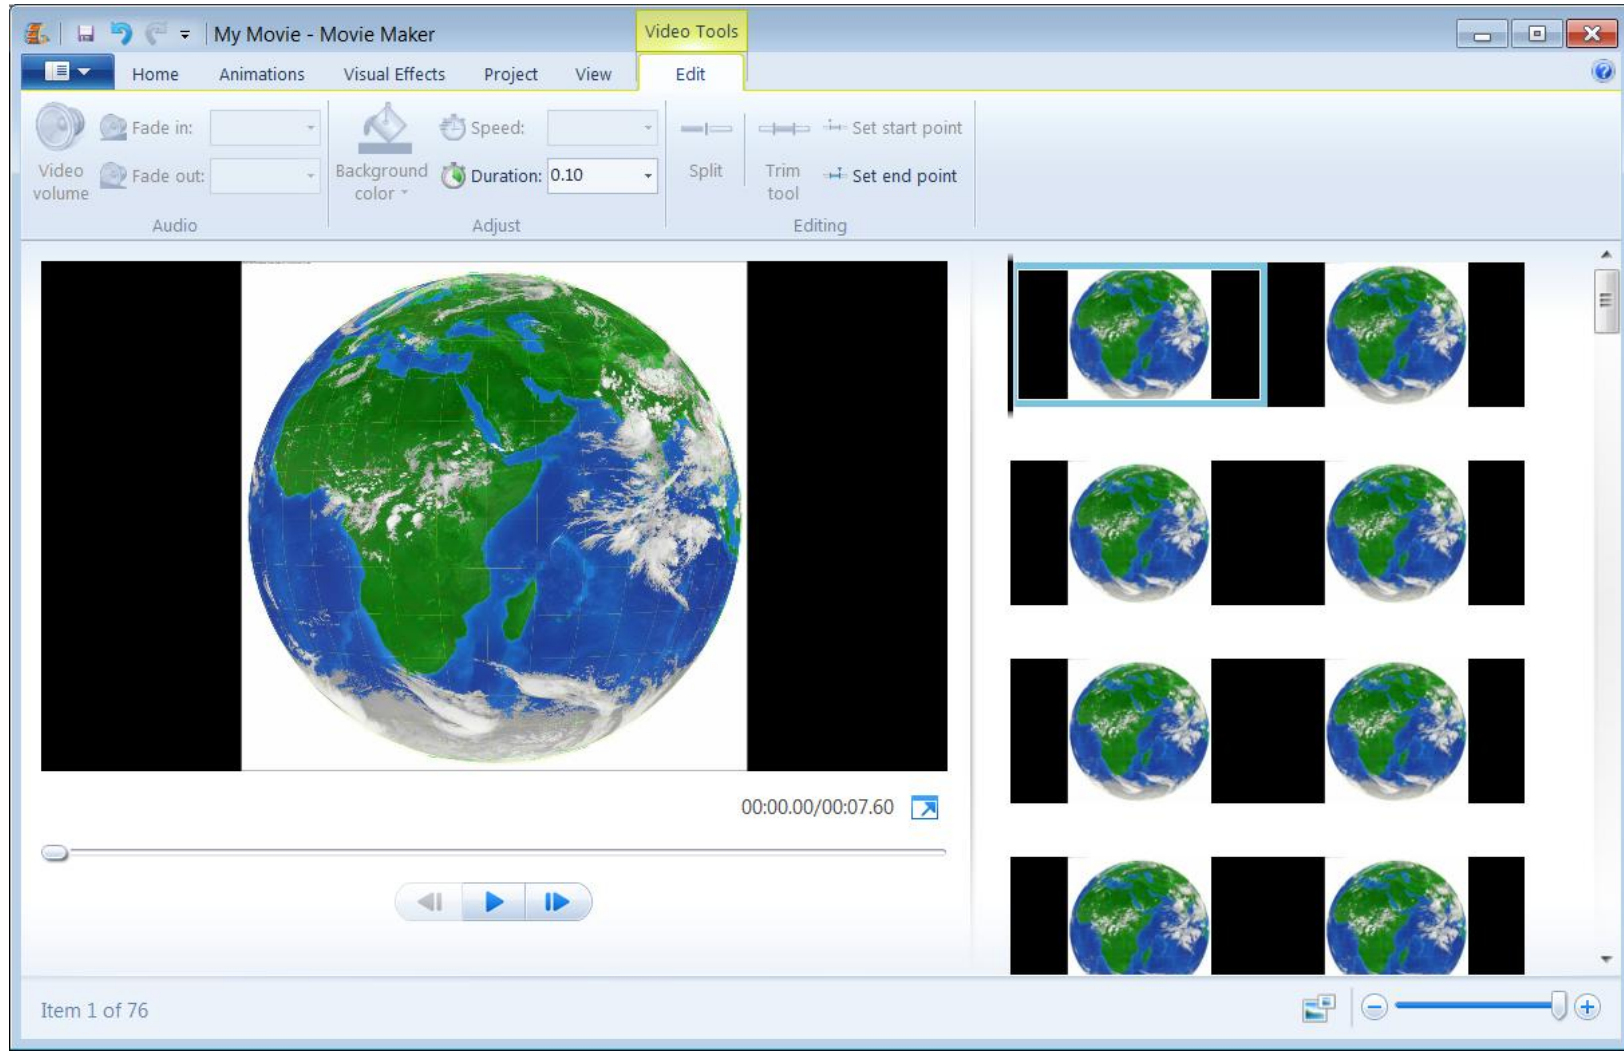 My Movie - Movie Maker
Video Tools
Home Animations Visual Effects Project View Edit
Fade in: Speed: Set start point
Video volume Fade out: Background color Duration: 0.10 Split Trim tool Set end point
Audio Adjust Editing
00:00.00/00:07.60
Item 1 of 76